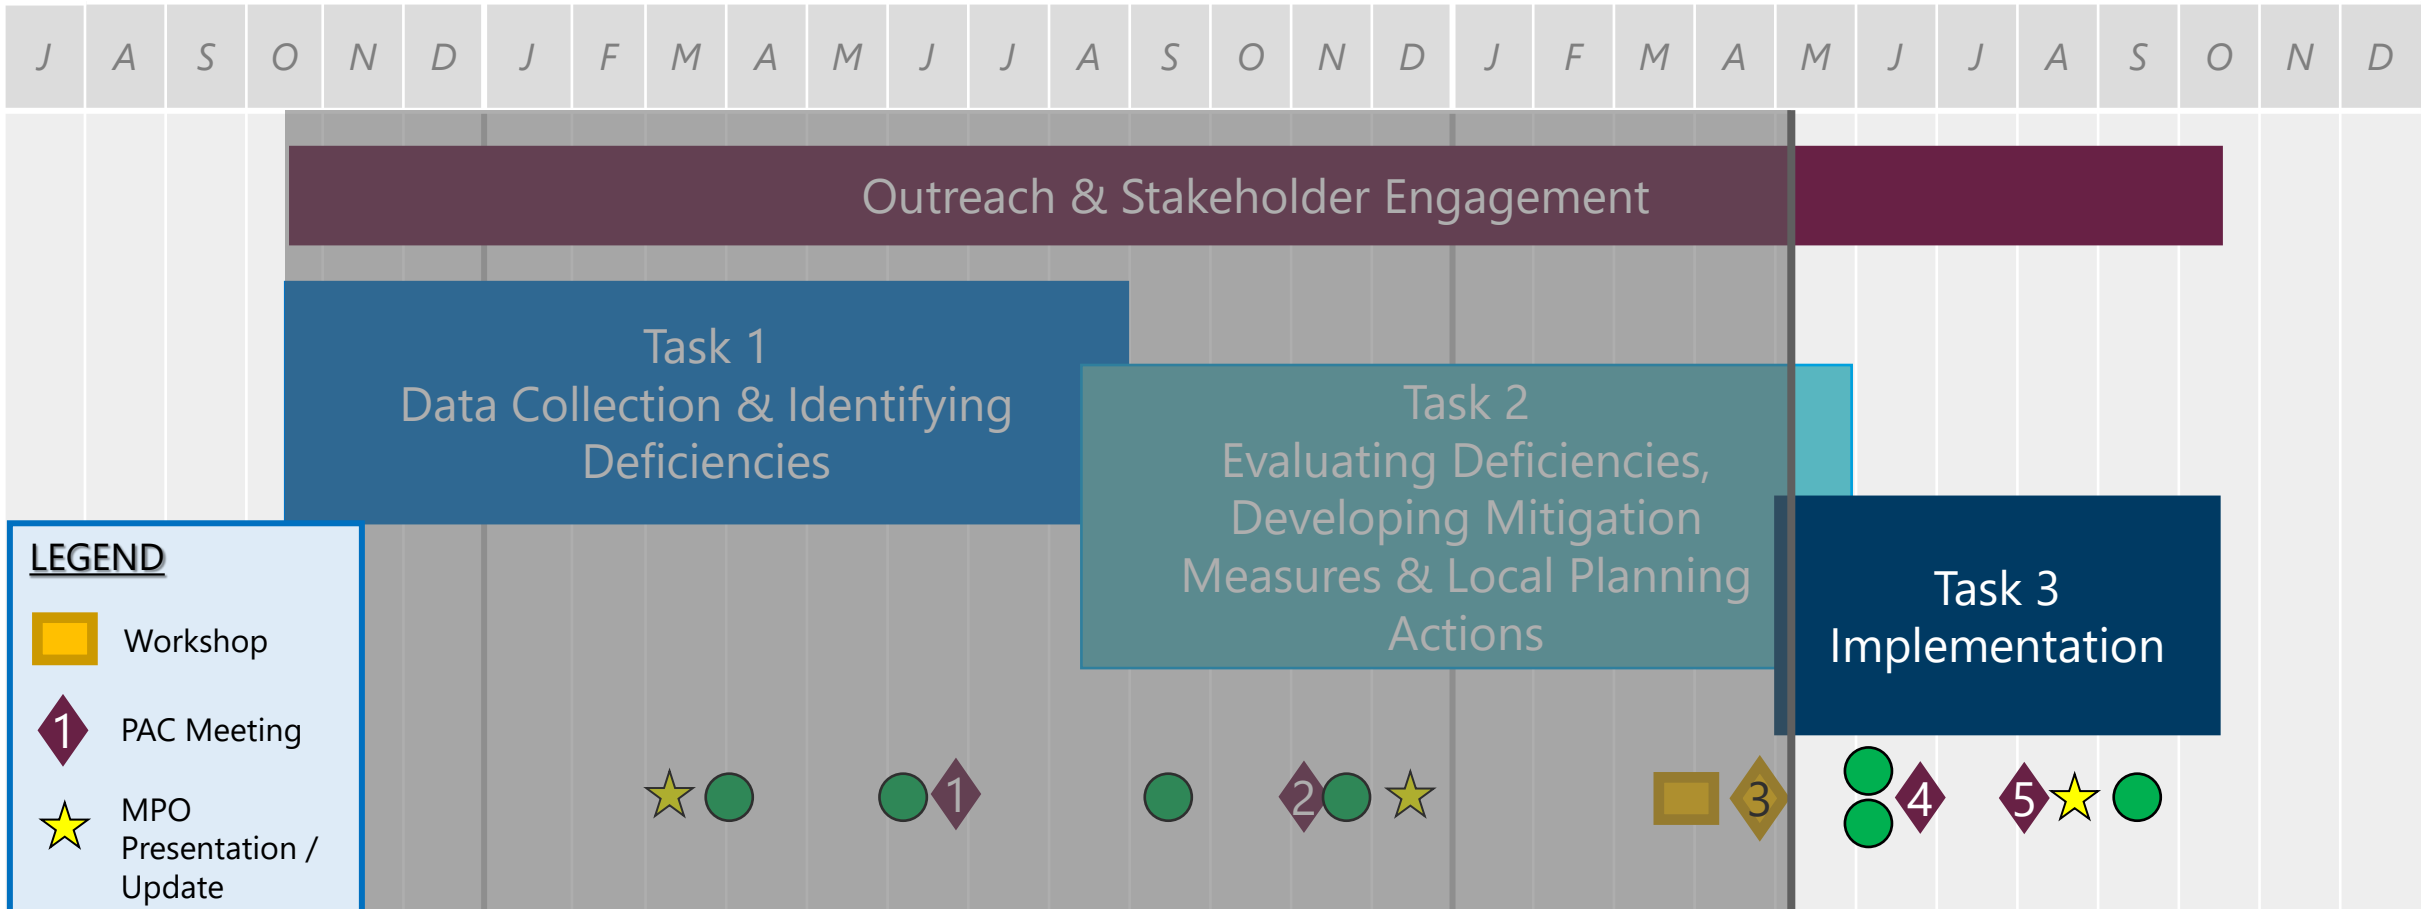 J A S O N D J F M A M J J A S O N D J F M A M J J A S O N D
Outreach & Stakeholder Engagement
Task 1
Data Collection & Identifying
Deficiencies
Task 2
Evaluating Deficiencies,
Developing Mitigation
Measures & Local Planning
Actions
Task 3
Implementation
LEGEND
Workshop
1 PAC Meeting
MPO
Presentation /
Update
1 2 3 4 5